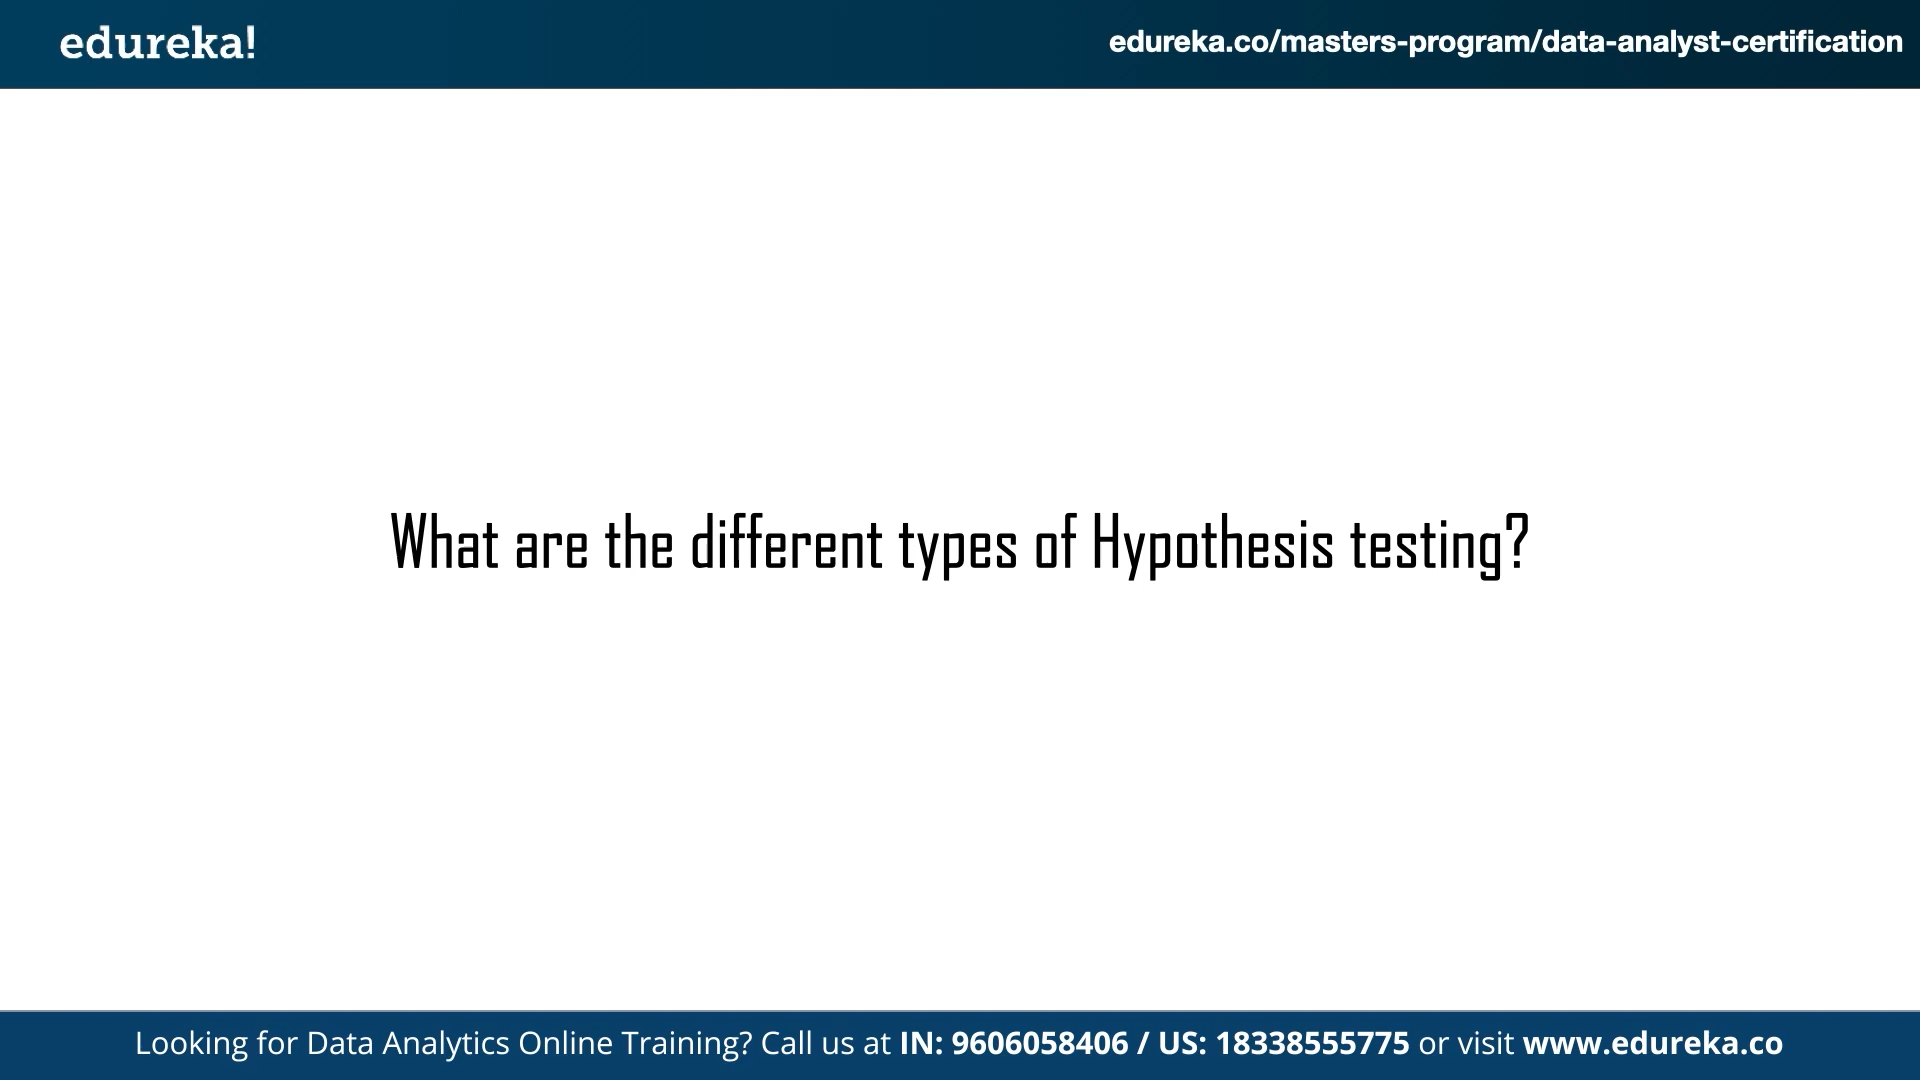 edureka!
edureka.co/masters-program/data-analyst-certification
What are the different types of Hypothesis testing?
Looking for Data Analytics Online Training? Call us at IN: 9606058406 / US: 18338555775 or visit www.edureka.co